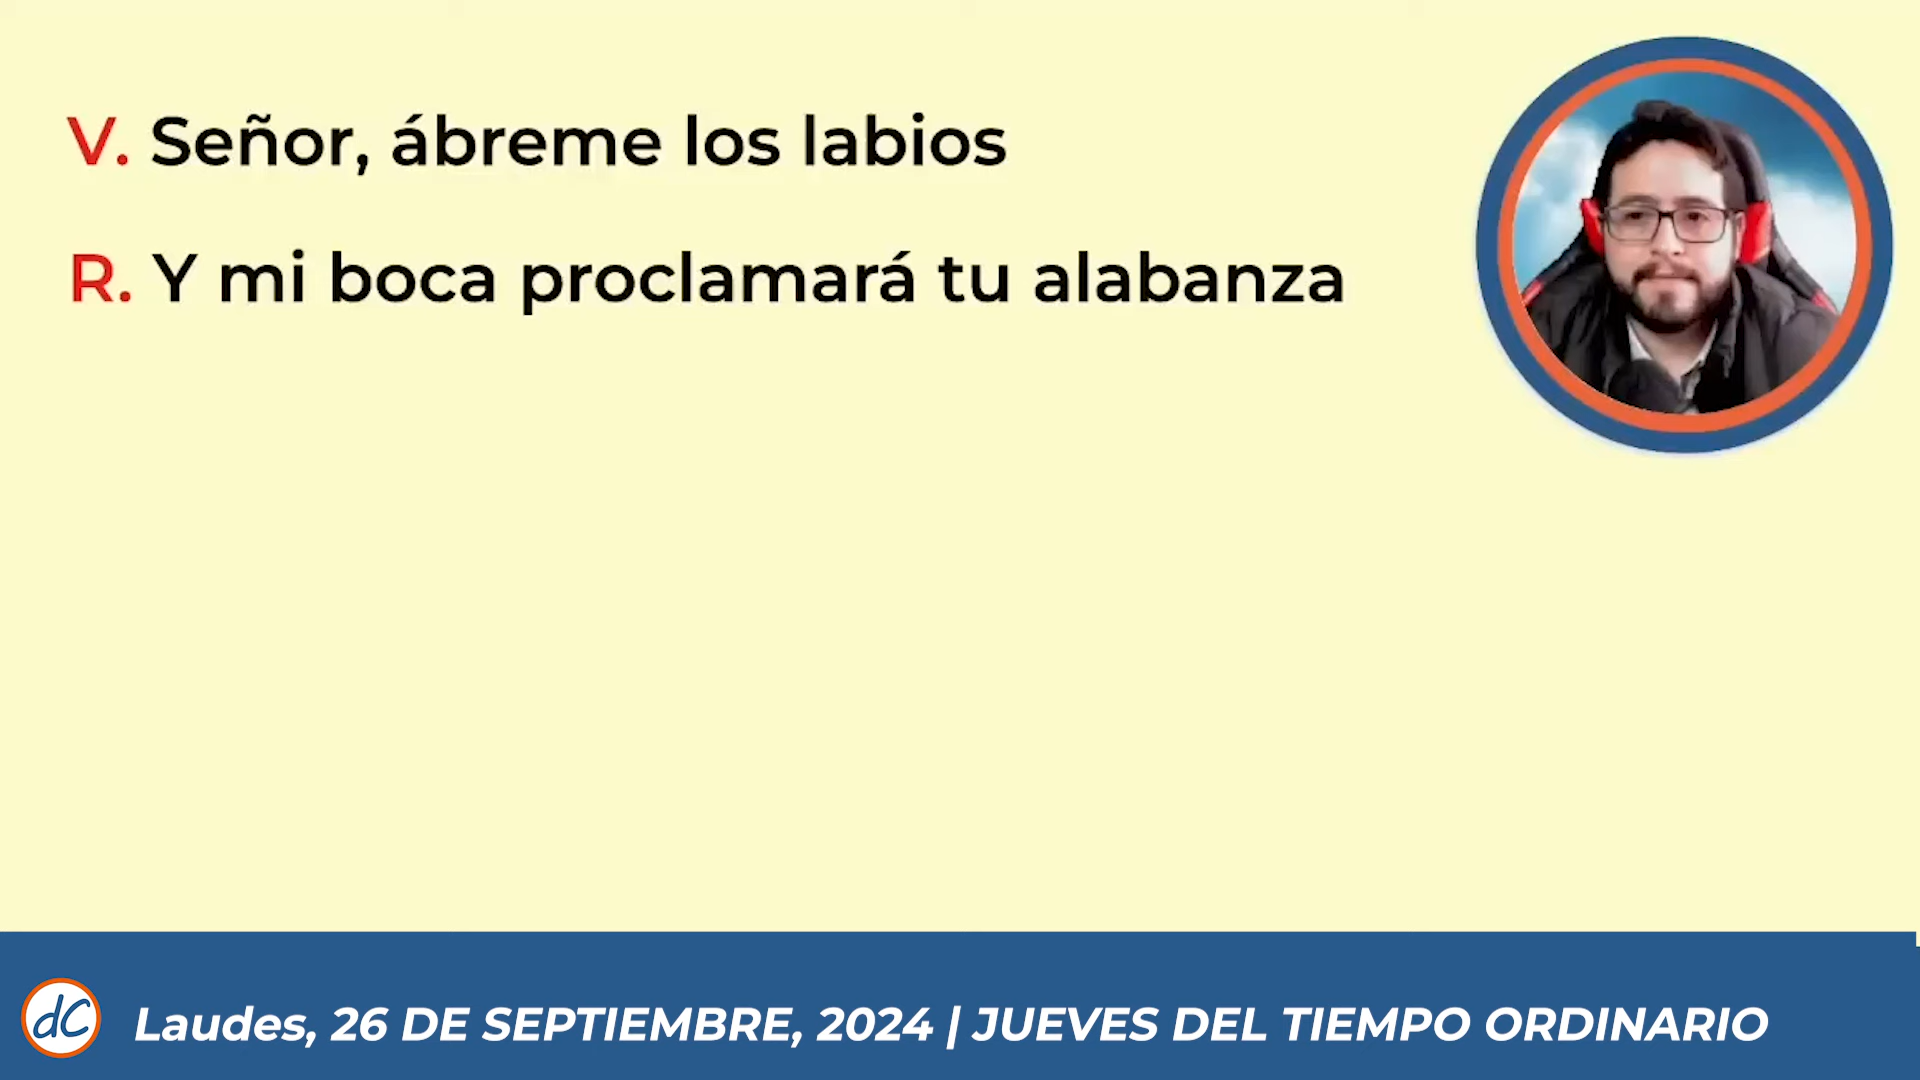 V. Señor, ábreme los labios
R. Y mi boca proclamará tu alabanza
dC
Laudes, 26 DE SEPTIEMBRE, 2024 | JUEVES DEL TIEMPO ORDINARIO